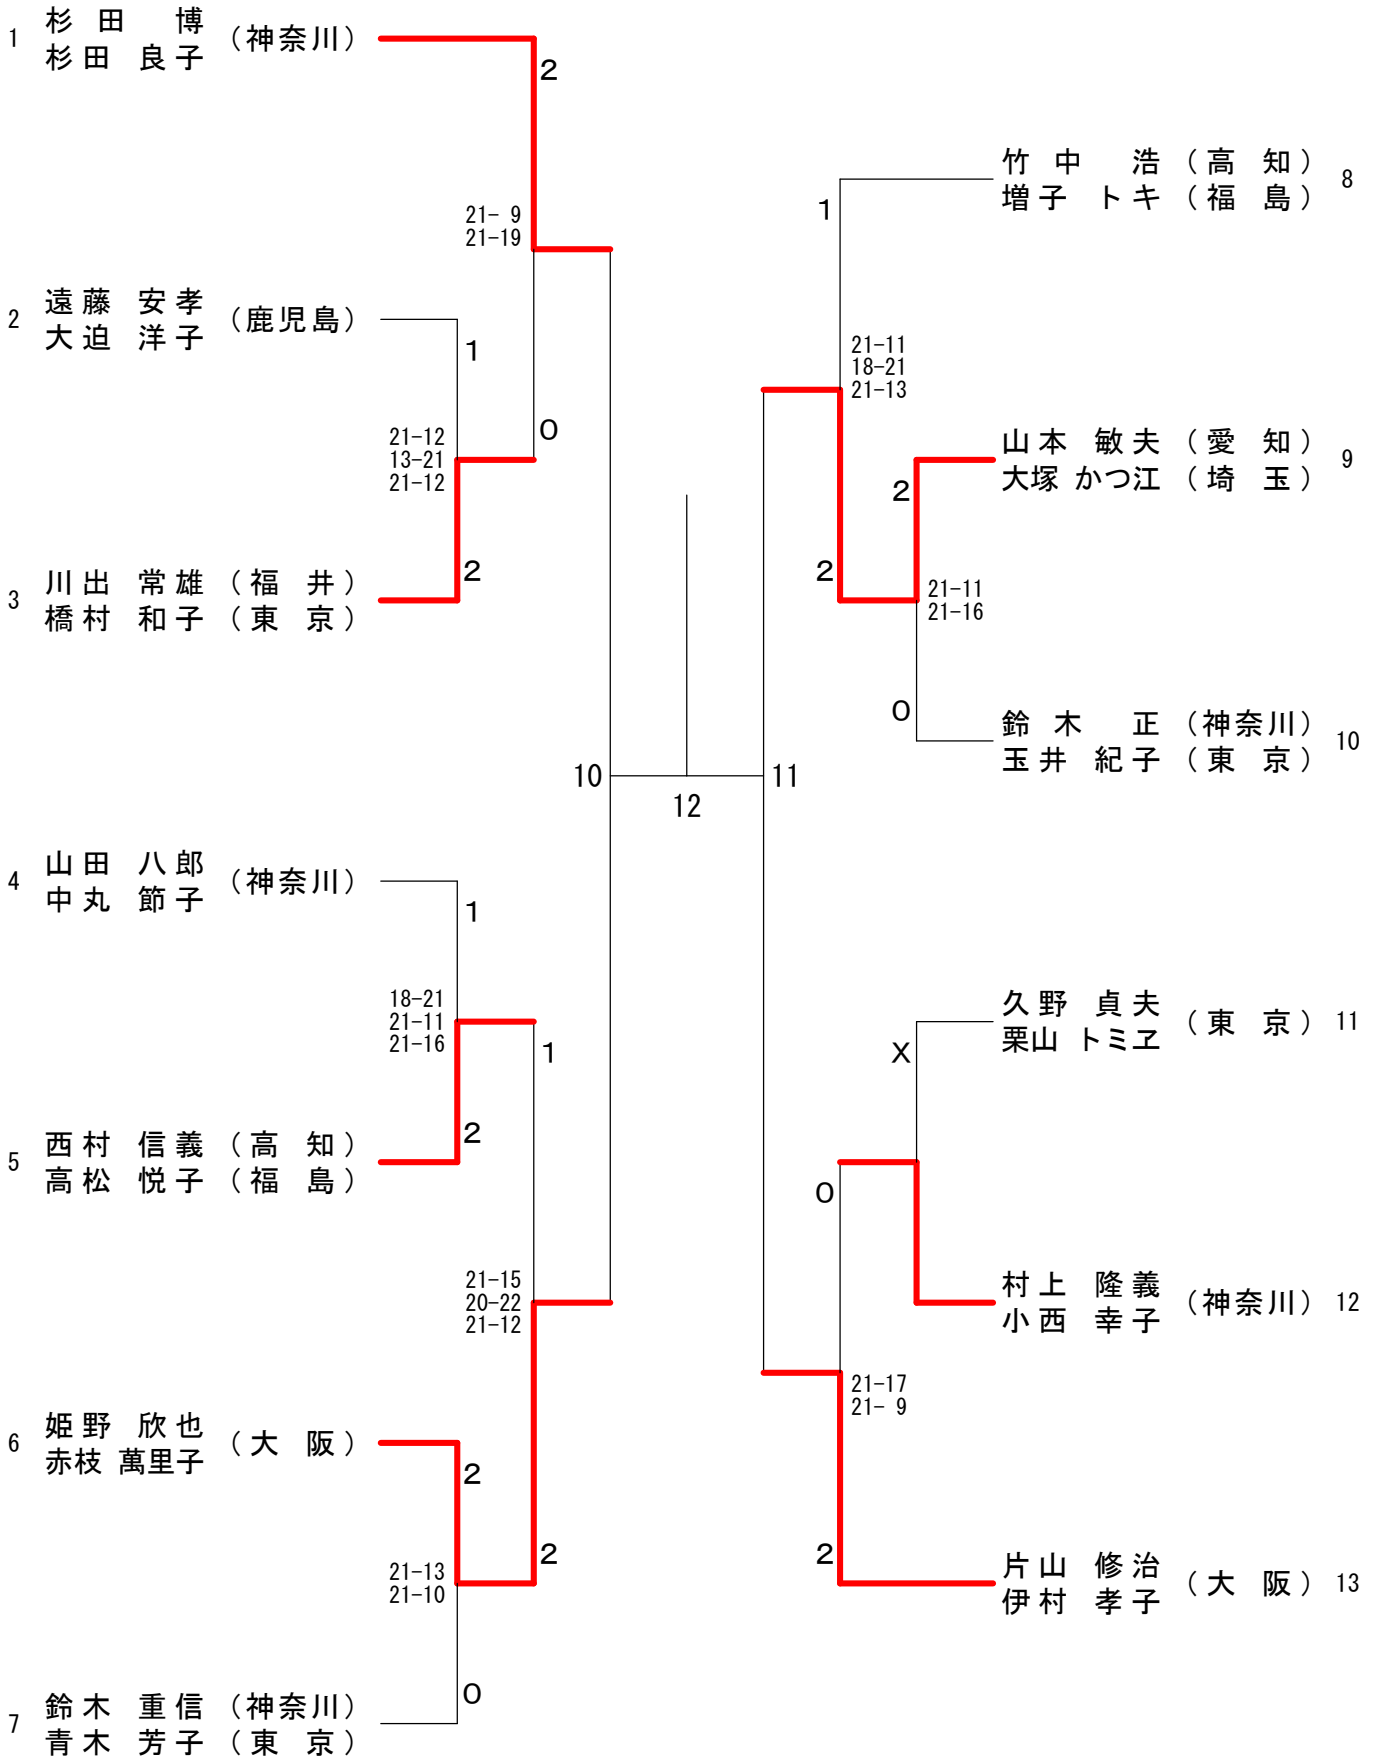 1 杉田 博 (神奈川)
杉田 良子
2
21- 9
21-19
2 遠藤 安孝 (鹿児島)
大迫 洋子
1
0
21-12
13-21
21-12
2
3 川出 常雄 (福 井)
橋村 和子 (東 京)
10
4 山田 八郎 (神奈川)
中丸 節子
1
18-21
21-11
21-16
1
2
5 西村 信義 (高 知)
高松 悦子 (福 島)
21-15
20-22
21-12
6 姫野 欣也 (大 阪)
赤枝 萬里子
2
21-13
21-10
2
0
7 鈴木 重信 (神奈川)
青木 芳子 (東 京)
12
竹中 浩 (高 知) 8
増子 トキ (福 島)
1
21-11
18-21
21-13
山本 敏夫 (愛 知) 9
大塚 かつ江 (埼 玉)
2
2
21-11
21-16
0
鈴木 正 (神奈川) 10
玉井 紀子 (東 京)
11
久野 貞夫 (東 京) 11
栗山 トミヱ
X
0
村上 隆義 (神奈川) 12
小西 幸子
21-17
21- 9
2
片山 修治 (大 阪) 13
伊村 孝子